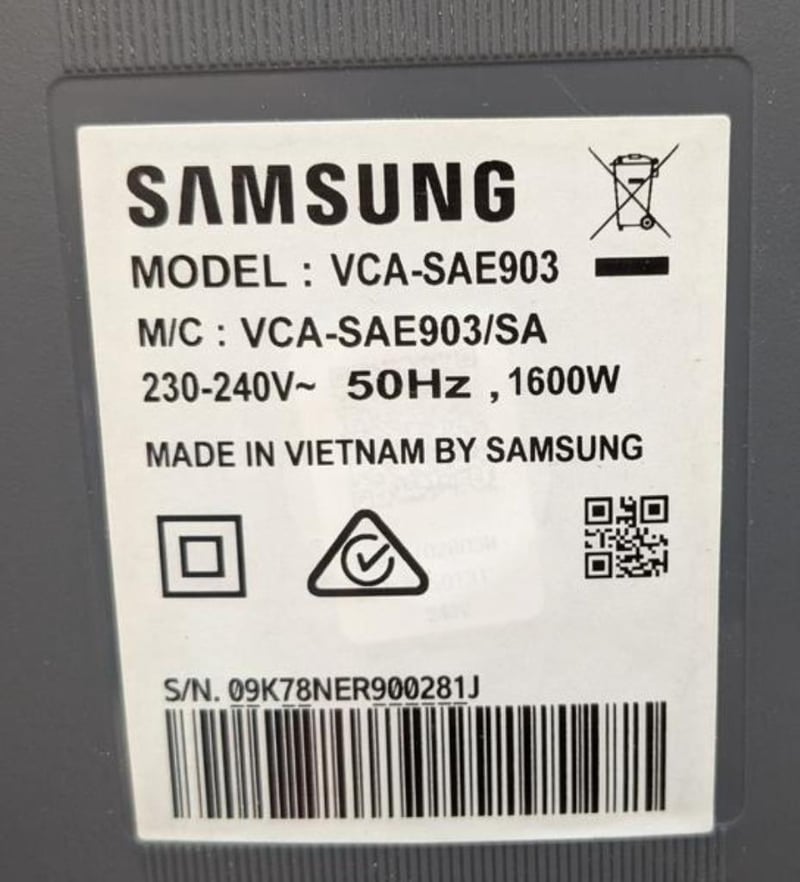 SAMSUNG
MODEL : VCA-SAE903
M/C : VCA-SAE903/SA
230-240V~ 50Hz , 1600W
MADE IN VIETNAM BY SAMSUNG
S/N. 09K78NER900281J